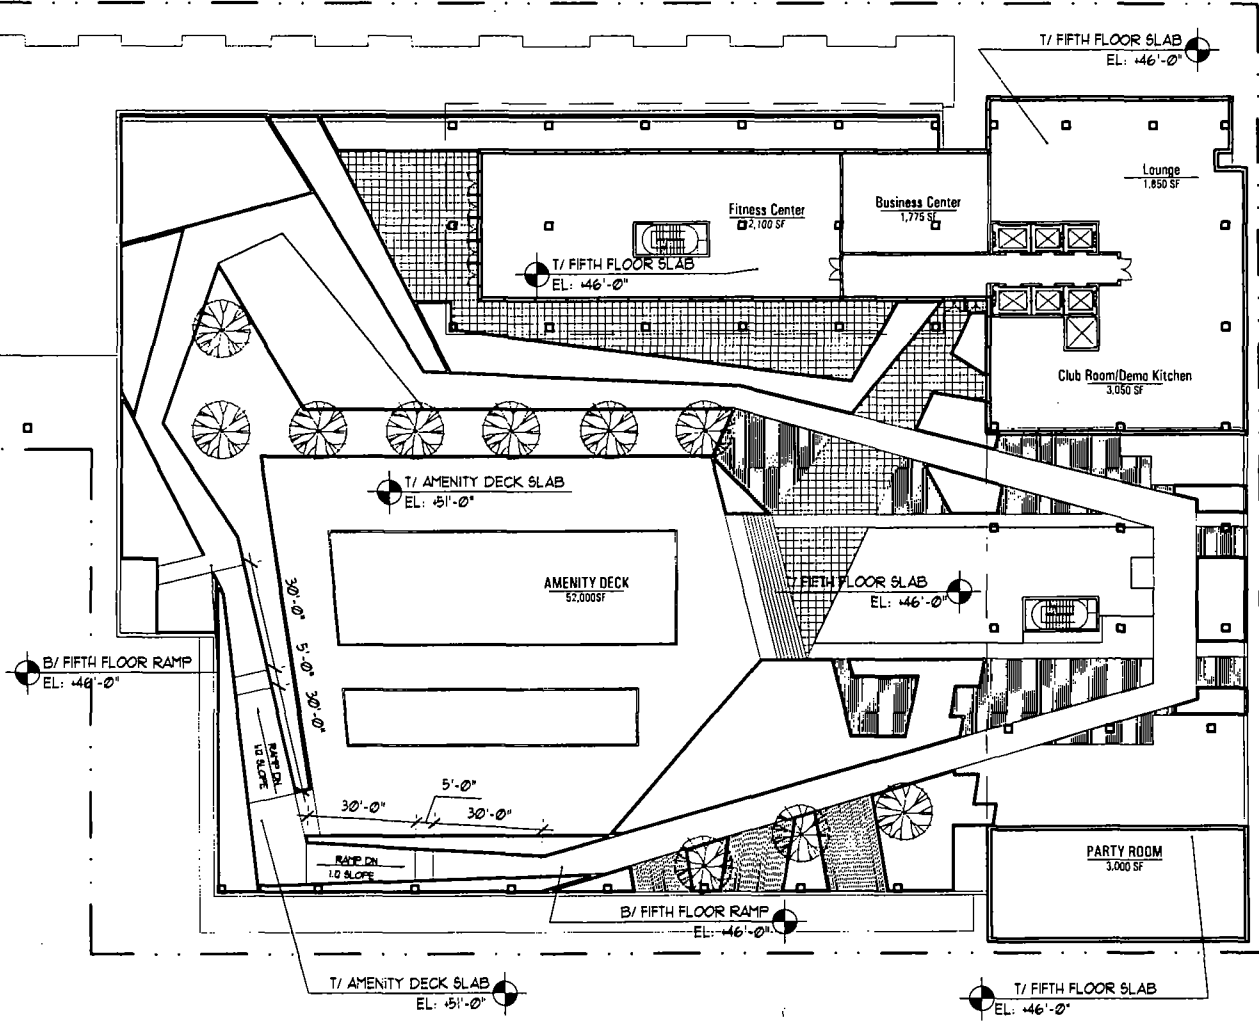 T/ FIFTH FLOOR SLAB
EL: +46'-0"
Lounge
1,850 SF
Fitness Center
2,100 SF
Business Center
1,775 SF
T/ FIFTH FLOOR SLAB
EL: +46'-0"
Club Room/Demo Kitchen
3,050 SF
T/ AMENITY DECK SLAB
EL: +51'-0"
AMENITY DECK
52,000SF
T/ FIFTH FLOOR SLAB
EL: +46'-0"
30'-0"
5'-0"
30'-0"
B/ FIFTH FLOOR RAMP
EL: +46'-0"
RAMP DN
1:12 SLOPE
5'-0"
30'-0"
30'-0"
RAMP DN
1:12 SLOPE
PARTY ROOM
3,000 SF
B/ FIFTH FLOOR RAMP
EL: +46'-0"
T/ AMENITY DECK SLAB
EL: +51'-0"
T/ FIFTH FLOOR SLAB
EL: +46'-0"